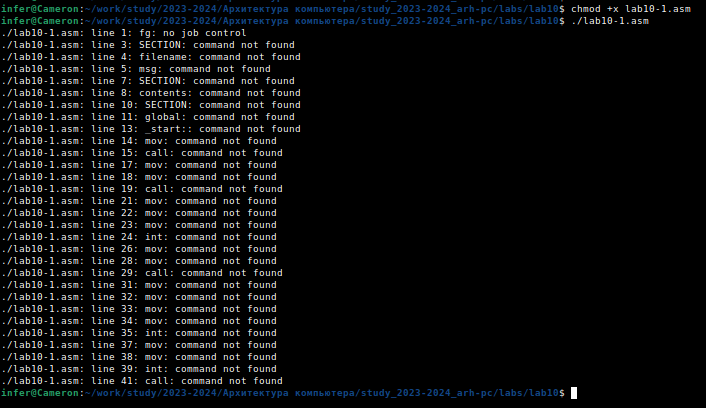 infer@Cameron:~/work/study/2023-2024/Архитектура компьютера/study_2023-2024_arh-pc/labs/lab10$ chmod +x lab10-1.asm
infer@Cameron:~/work/study/2023-2024/Архитектура компьютера/study_2023-2024_arh-pc/labs/lab10$ ./lab10-1.asm
./lab10-1.asm: line 1: fg: no job control
./lab10-1.asm: line 3: SECTION: command not found
./lab10-1.asm: line 4: filename: command not found
./lab10-1.asm: line 5: msg: command not found
./lab10-1.asm: line 7: SECTION: command not found
./lab10-1.asm: line 8: contents: command not found
./lab10-1.asm: line 10: SECTION: command not found
./lab10-1.asm: line 11: global: command not found
./lab10-1.asm: line 13: _start:: command not found
./lab10-1.asm: line 14: mov: command not found
./lab10-1.asm: line 15: call: command not found
./lab10-1.asm: line 17: mov: command not found
./lab10-1.asm: line 18: mov: command not found
./lab10-1.asm: line 19: call: command not found
./lab10-1.asm: line 21: mov: command not found
./lab10-1.asm: line 22: mov: command not found
./lab10-1.asm: line 23: mov: command not found
./lab10-1.asm: line 24: int: command not found
./lab10-1.asm: line 26: mov: command not found
./lab10-1.asm: line 28: mov: command not found
./lab10-1.asm: line 29: call: command not found
./lab10-1.asm: line 31: mov: command not found
./lab10-1.asm: line 32: mov: command not found
./lab10-1.asm: line 33: mov: command not found
./lab10-1.asm: line 34: mov: command not found
./lab10-1.asm: line 35: int: command not found
./lab10-1.asm: line 37: mov: command not found
./lab10-1.asm: line 38: mov: command not found
./lab10-1.asm: line 39: int: command not found
./lab10-1.asm: line 41: call: command not found
infer@Cameron:~/work/study/2023-2024/Архитектура компьютера/study_2023-2024_arh-pc/labs/lab10$